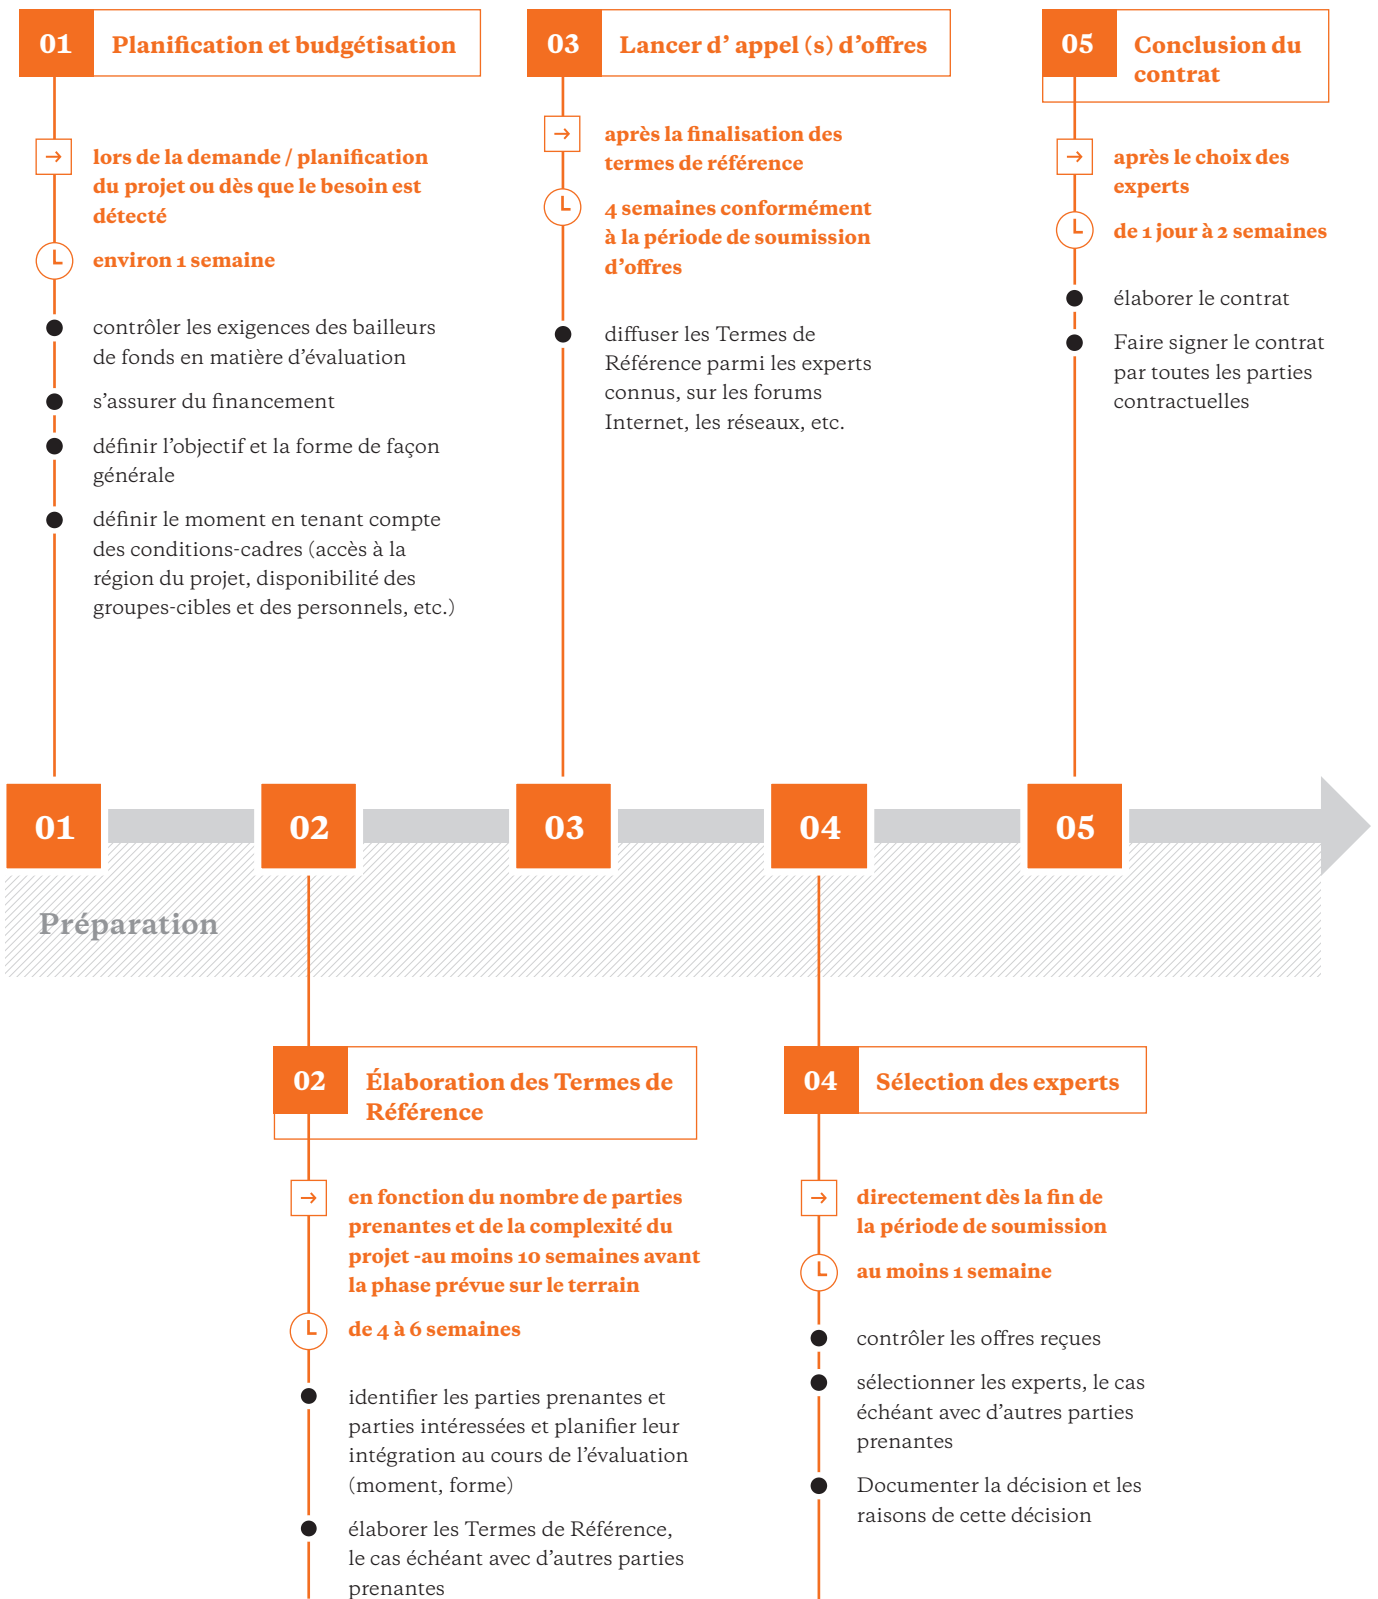 01 Planification et budgétisation
lors de la demande / planification
du projet ou dès que le besoin est
détecté
environ 1 semaine
contrôler les exigences des bailleurs
de fonds en matière d’évaluation
s’assurer du financement
définir l’objectif et la forme de façon
générale
définir le moment en tenant compte
des conditions-cadres (accès à la
région du projet, disponibilité des
groupes-cibles et des personnels, etc.)
03 Lancer d’ appel (s) d’offres
après la finalisation des
termes de référence
4 semaines conformément
à la période de soumission
d’offres
diffuser les Termes de
Référence parmi les experts
connus, sur les forums
Internet, les réseaux, etc.
05 Conclusion du
contrat
après le choix des
experts
de 1 jour à 2 semaines
élaborer le contrat
Faire signer le contrat
par toutes les parties
contractuelles
01 02 03 04 05
Préparation
02 Élaboration des Termes de
Référence
en fonction du nombre de parties
prenantes et de la complexité du
projet -au moins 10 semaines avant
la phase prévue sur le terrain
de 4 à 6 semaines
identifier les parties prenantes et
parties intéressées et planifier leur
intégration au cours de l’évaluation
(moment, forme)
élaborer les Termes de Référence,
le cas échéant avec d’autres parties
prenantes
04 Sélection des experts
directement dès la fin de
la période de soumission
au moins 1 semaine
contrôler les offres reçues
sélectionner les experts, le cas
échéant avec d’autres parties
prenantes
Documenter la décision et les
raisons de cette décision